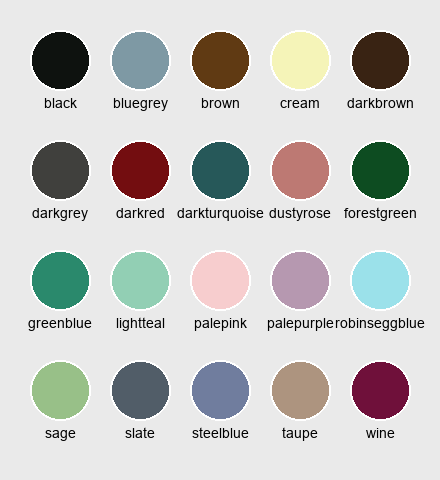 black bluegrey brown cream darkbrown
darkgrey darkred darkturquoise dustyrose forestgreen
greenblue lightteal palepink palepurple robinseggblue
sage slate steelblue taupe wine